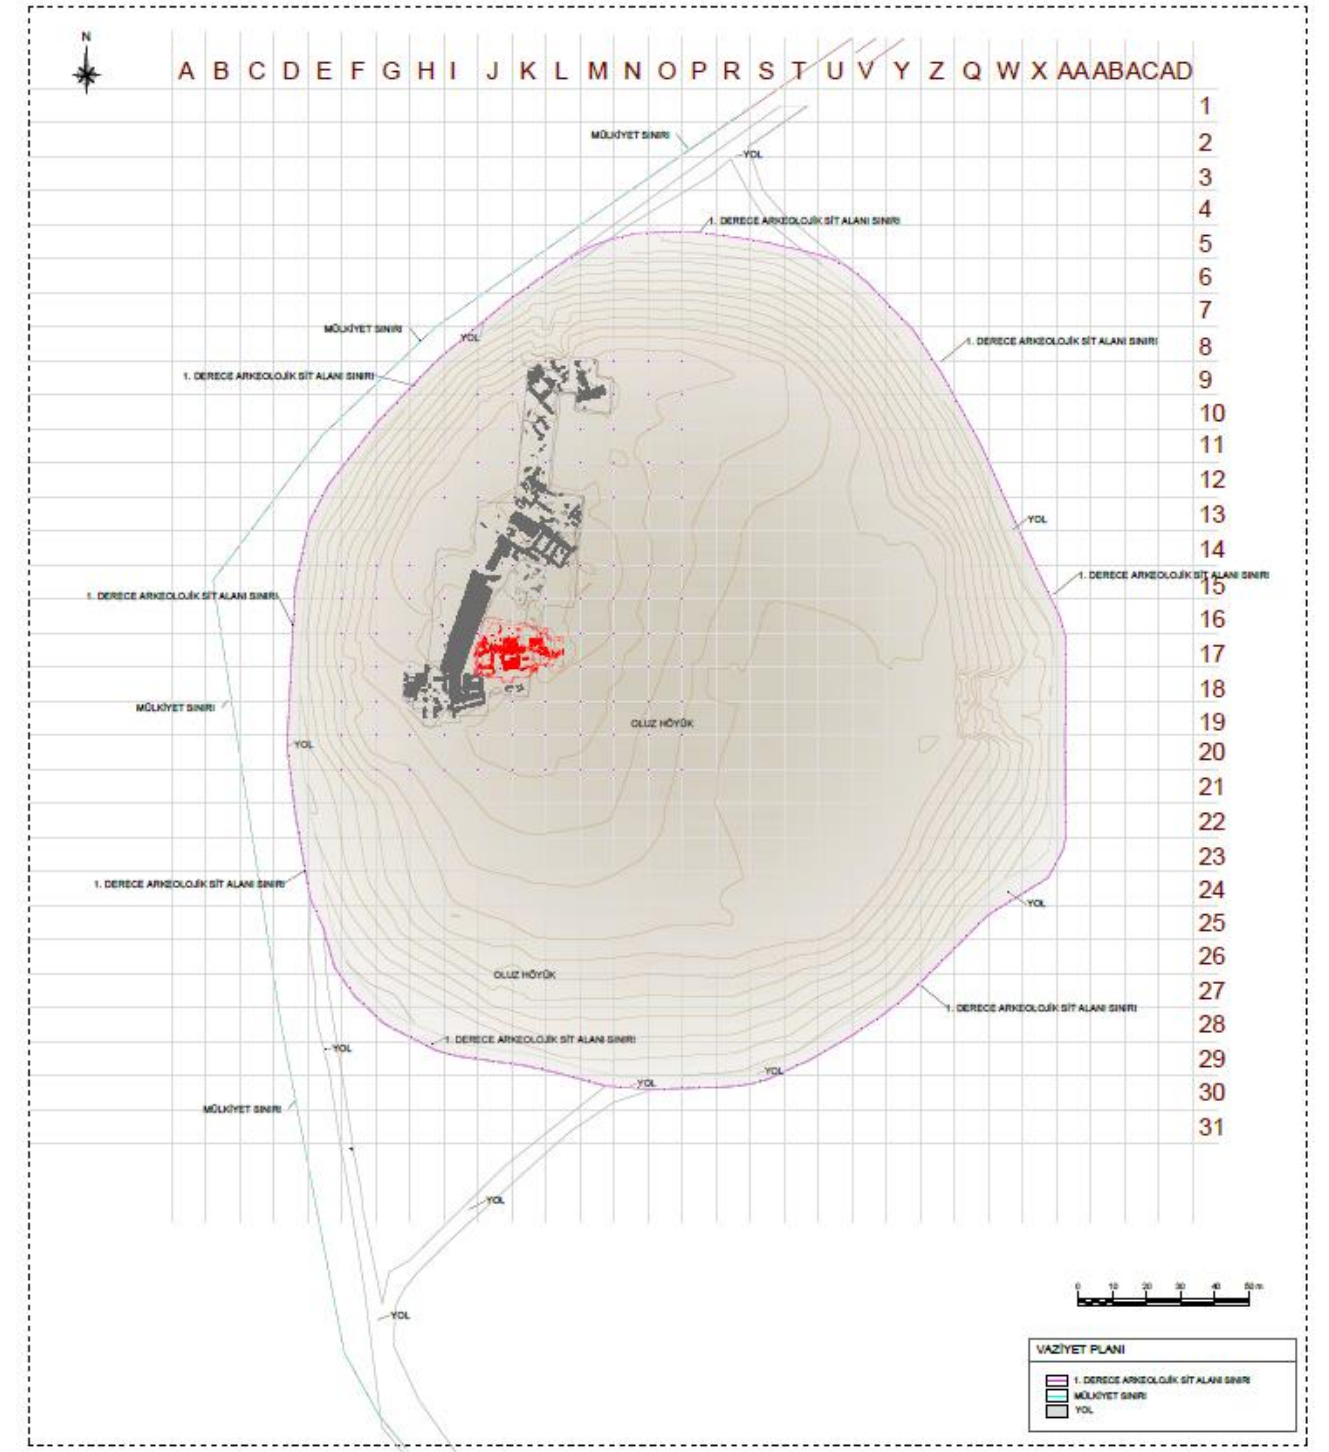 N
A B C D E F G H I J K L M N O P R S T U V Y Z Q W X AA AB AC AD
1
MÜLKİYET SINIRI
2
YOL
3
4
1. DERECE ARKEOLOJİK SİT ALANI SINIRI
5
6
7
MÜLKİYET SINIRI
YOL
8
1. DERECE ARKEOLOJİK SİT ALANI SINIRI
1. DERECE ARKEOLOJİK SİT ALANI SINIRI
9
10
11
12
13
YOL
14
1. DERECE ARKEOLOJİK SİT ALANI SINIRI
15
1. DERECE ARKEOLOJİK SİT ALANI SINIRI
16
17
18
MÜLKİYET SINIRI
19
OLUZ HÖYÜK
YOL
20
21
22
23
1. DERECE ARKEOLOJİK SİT ALANI SINIRI
24
YOL
25
26
OLUZ HÖYÜK
27
1. DERECE ARKEOLOJİK SİT ALANI SINIRI
28
1. DERECE ARKEOLOJİK SİT ALANI SINIRI
YOL
29
YOL
YOL
30
MÜLKİYET SINIRI
31
YOL
0 10 20 30 40 50 m
YOL
VAZİYET PLANI
1. DERECE ARKEOLOJİK SİT ALANI SINIRI
MÜLKİYET SINIRI
YOL